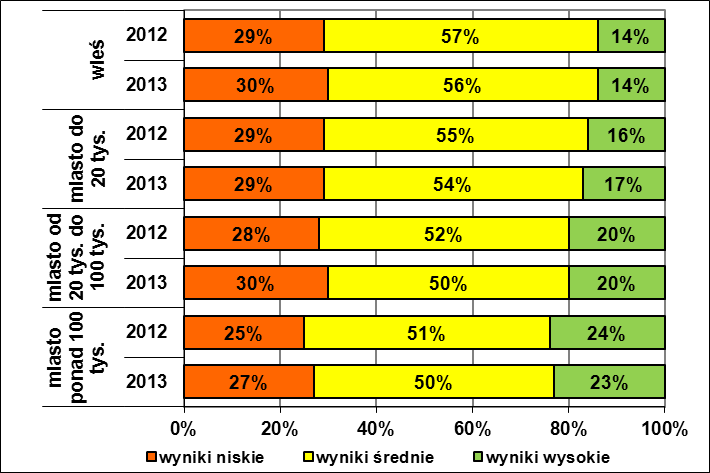 wieś
2012
29% 57% 14%
2013
30% 56% 14%
miasto do
20 tys.
2012
29% 55% 16%
2013
29% 54% 17%
miasto od
20 tys. do
100 tys.
2012
28% 52% 20%
2013
30% 50% 20%
miasto
ponad 100
tys.
2012
25% 51% 24%
2013
27% 50% 23%
0% 20% 40% 60% 80% 100%
wyniki niskie wyniki średnie wyniki wysokie